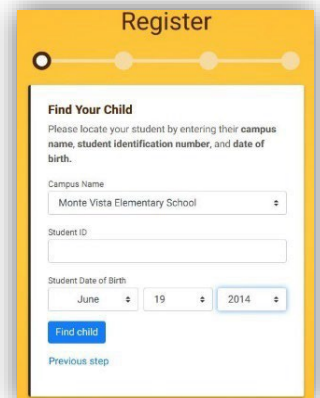 Register
Find Your Child
Please locate your student by entering their campus
name, student identification number, and date of
birth.
Campus Name
Monte Vista Elementary School
Student ID
Student Date of Birth
June 19 2014
Find child
Previous step